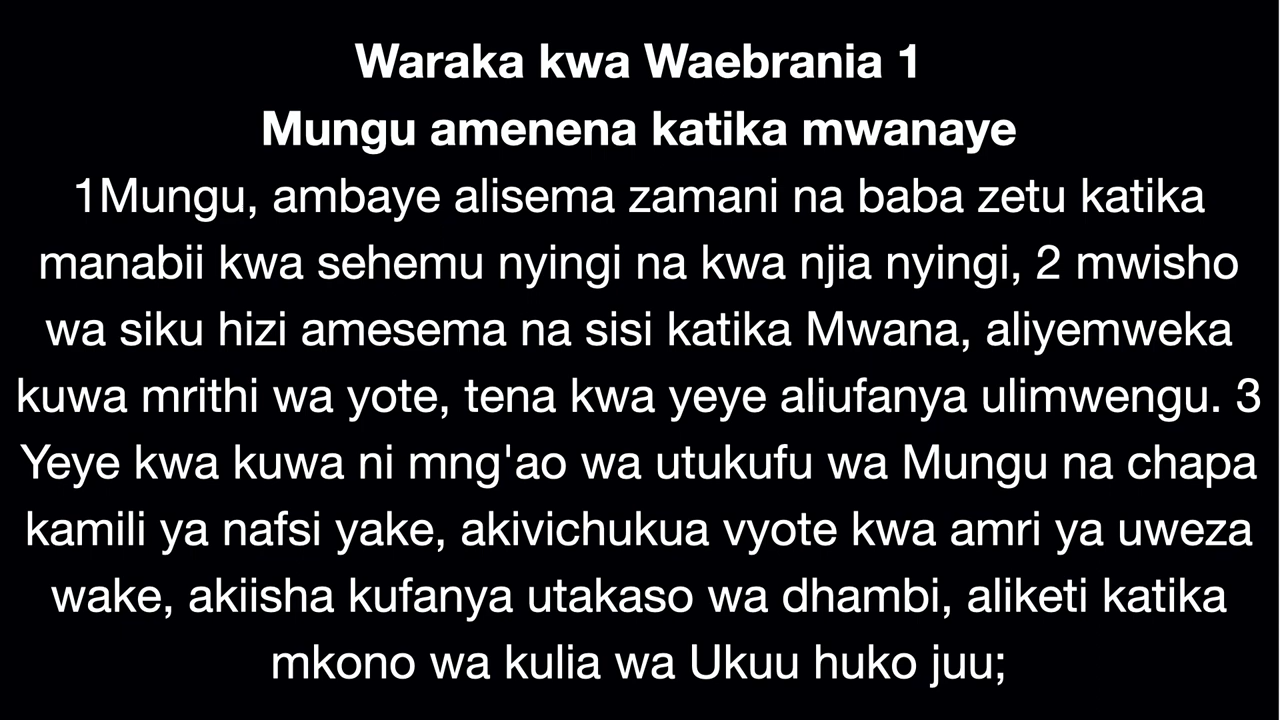 Waraka kwa Waebrania 1
Mungu amenena katika mwanaye
1Mungu, ambaye alisema zamani na baba zetu katika
manabii kwa sehemu nyingi na kwa njia nyingi, 2 mwisho
wa siku hizi amesema na sisi katika Mwana, aliyemweka
kuwa mrithi wa yote, tena kwa yeye aliufanya ulimwengu. 3
Yeye kwa kuwa ni mng'ao wa utukufu wa Mungu na chapa
kamili ya nafsi yake, akivichukua vyote kwa amri ya uweza
wake, akiisha kufanya utakaso wa dhambi, aliketi katika
mkono wa kulia wa Ukuu huko juu;